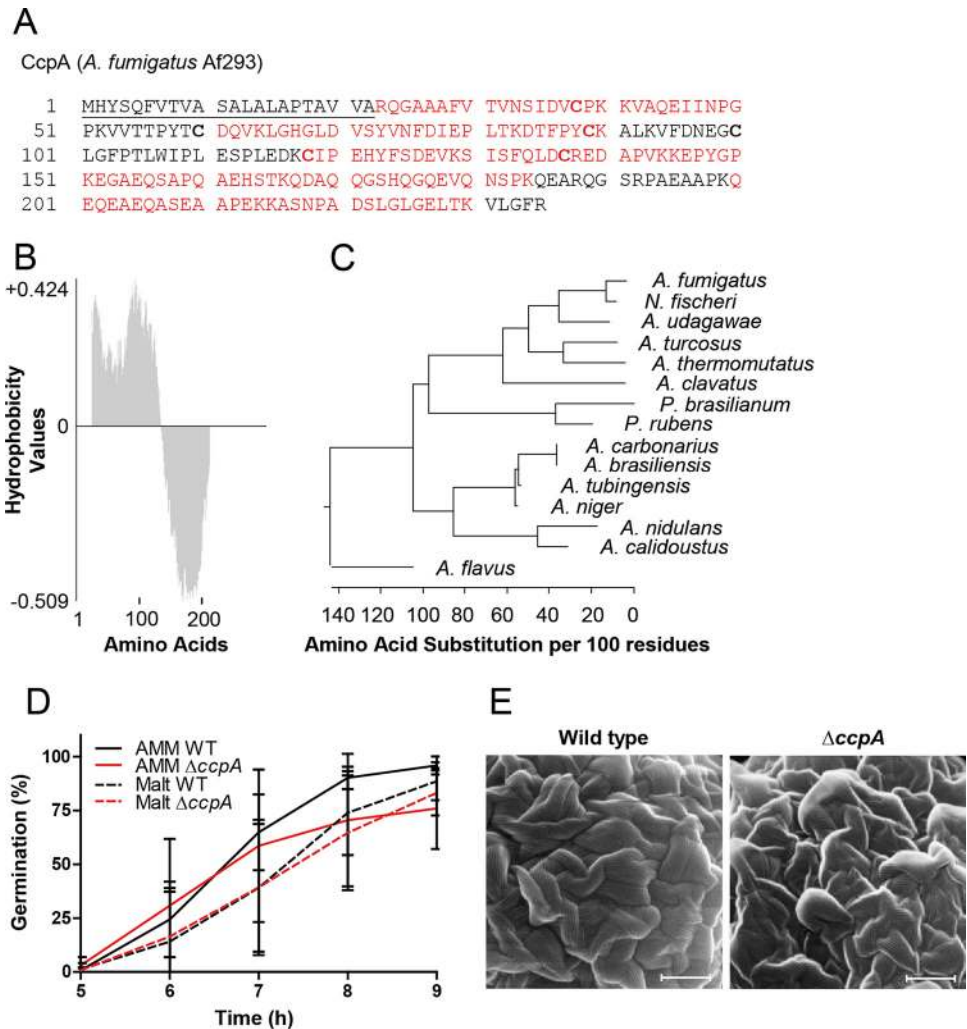 A
CcpA (A. fumigatus Af293)
1 MHYSQFVTVA SALALAPTAV VARQGAAAFV TVNSIDVCPK KVAQEIINPG
51 PKVVTTPYTC DQVKLGHGLD VSYVNFDIEP LTKDTFPYCK ALKVFDNEGC
101 LGFPTLWIPL ESPLEDKCIP EHYFSDEVKS ISFQLDCRED APVKKEPYGP
151 KEGAEQSAPQ AEHSTKQDAQ QGSHQGQEVQ NSPKQEARQG SRPAEAAPKQ
201 EQEAEQASEA APEKKASNPA DSLGLGELTK VLGFR
B
+0.424
0
-0.509
Hydrophobicity
Values
1 100 200
Amino Acids
C
A. fumigatus
N. fischeri
A. udagawae
A. turcosus
A. thermomutatus
A. clavatus
P. brasilianum
P. rubens
A. carbonarius
A. brasiliensis
A. tubingensis
A. niger
A. nidulans
A. calidoustus
A. flavus
140 120 100 80 60 40 20 0
Amino Acid Substitution per 100 residues
D
AMM WT
AMM ΔccpA
Malt WT
Malt ΔccpA
100
75
50
25
0
Germination (%)
5 6 7 8 9
Time (h)
E
Wild type
ΔccpA